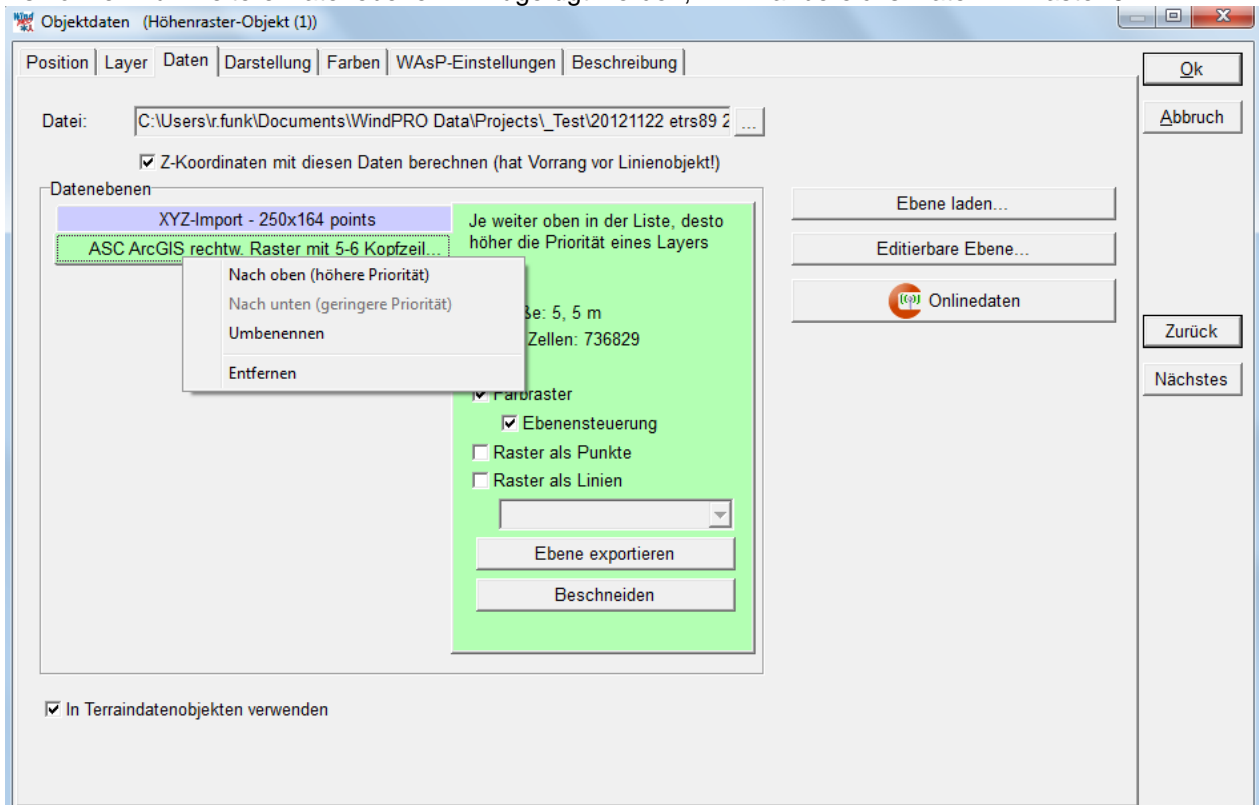 Objektdaten (Höhenraster-Objekt (1))
Position Layer Daten Darstellung Farben WAsP-Einstellungen Beschreibung
Ok
Abbruch
Datei: C:\Users\r.funk\Documents\WindPRO Data\Projects\_Test\20121122 etrs89 2 ...
Z-Koordinaten mit diesen Daten berechnen (hat Vorrang vor Linienobjekt!)
Datenebenen
XYZ-Import - 250x164 points
ASC ArcGIS rechtw. Raster mit 5-6 Kopfzeil...
Nach oben (höhere Priorität)
Nach unten (geringere Priorität)
Umbenennen
Entfernen
Je weiter oben in der Liste, desto
höher die Priorität eines Layers
5, 5 m
Zellen: 736829
Farbraster
Ebenensteuerung
Raster als Punkte
Raster als Linien
Ebene exportieren
Beschneiden
Ebene laden...
Editierbare Ebene...
Onlinedaten
Zurück
Nächstes
In Terraindatenobjekten verwenden